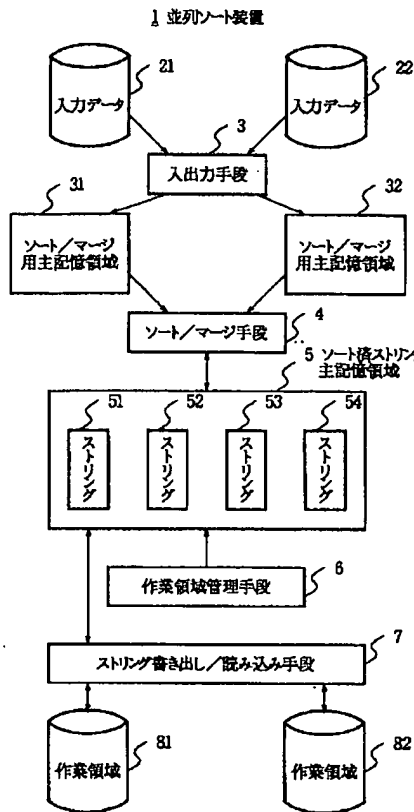 1 並列ソート装置
21
22
入力データ
入力データ
3
入出力手段
31
32
ソート／マージ
用主記憶領域
ソート／マージ
用主記憶領域
4
ソート／マージ手段
5 ソート済ストリン
主記憶領域
51
52
53
54
ストリング
ストリング
ストリング
ストリング
6
作業領域管理手段
7
ストリング書き出し／読み込み手段
81
82
作業領域
作業領域